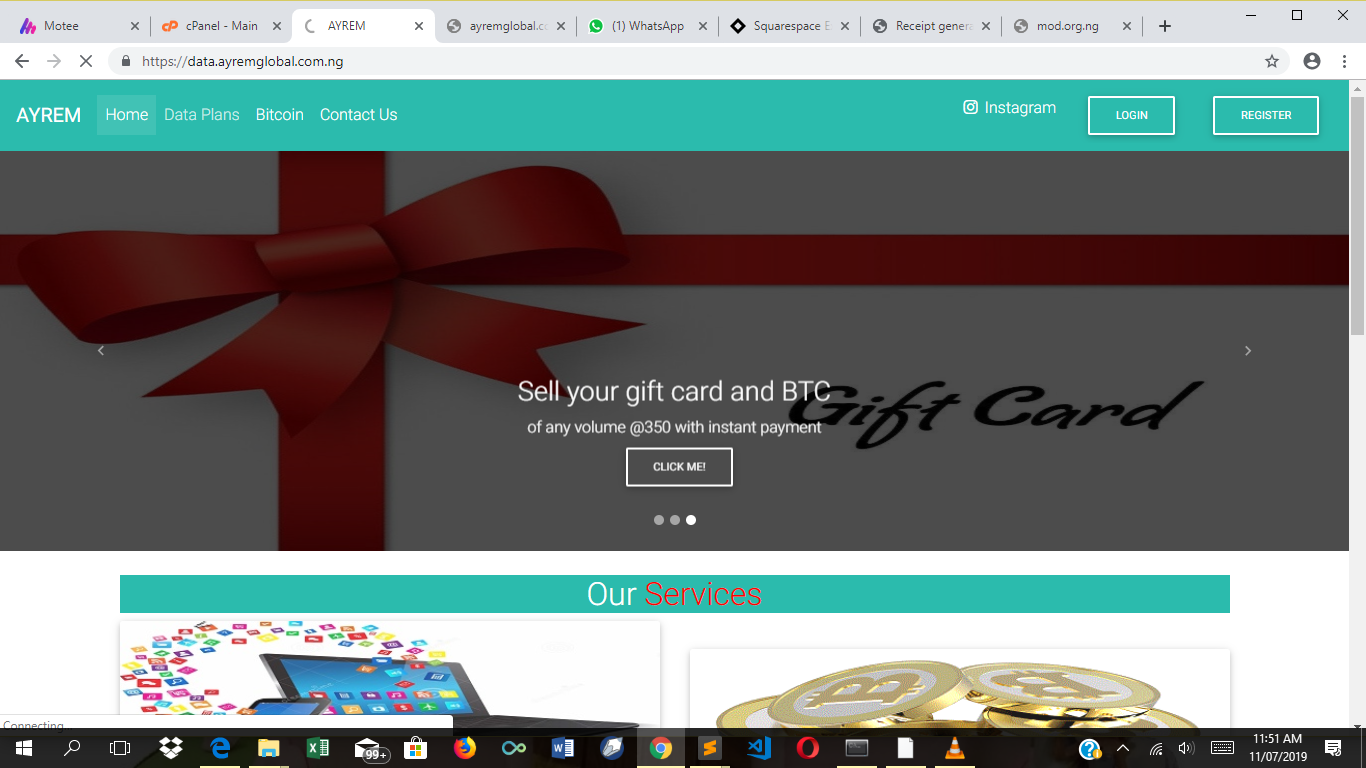 Motee
cPanel - Main
AYREM
ayremglobal.co
(1) WhatsApp
Squarespace E
Receipt genera
mod.org.ng
https://data.ayremglobal.com.ng
AYREM
Home
Data Plans
Bitcoin
Contact Us
Instagram
LOGIN
REGISTER
Gift Card
Sell your gift card and BTC
of any volume @350 with instant payment
CLICK ME!
Our Services
Connecting...
99+
11:51 AM
11/07/2019